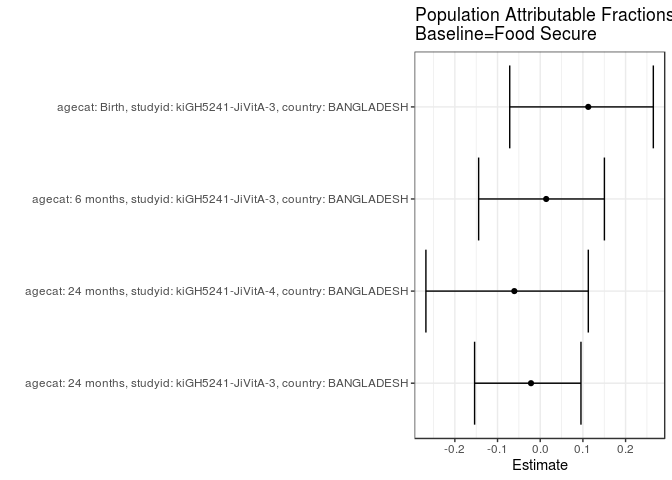 Population Attributable Fractions
Baseline=Food Secure
agecat: Birth, studyid: kiGH5241-JiVitA-3, country: BANGLADESH
agecat: 6 months, studyid: kiGH5241-JiVitA-3, country: BANGLADESH
agecat: 24 months, studyid: kiGH5241-JiVitA-4, country: BANGLADESH
agecat: 24 months, studyid: kiGH5241-JiVitA-3, country: BANGLADESH
-0.2 -0.1 0.0 0.1 0.2
Estimate